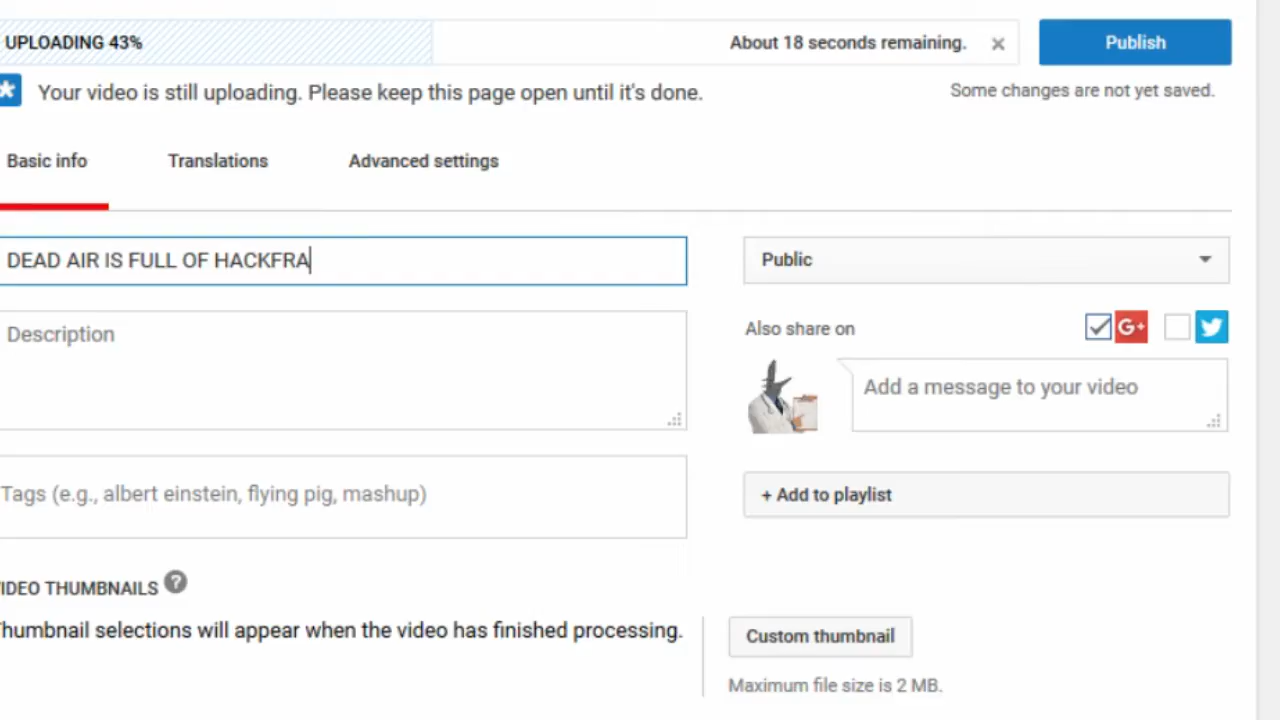 UPLOADING 43%
About 18 seconds remaining.
Publish
Your video is still uploading. Please keep this page open until it's done.
Some changes are not yet saved.
Basic info
Translations
Advanced settings
DEAD AIR IS FULL OF HACKFRA
Public
Description
Also share on
G+
Add a message to your video
Tags (e.g., albert einstein, flying pig, mashup)
+ Add to playlist
IDEO THUMBNAILS ?
Thumbnail selections will appear when the video has finished processing.
Custom thumbnail
Maximum file size is 2 MB.